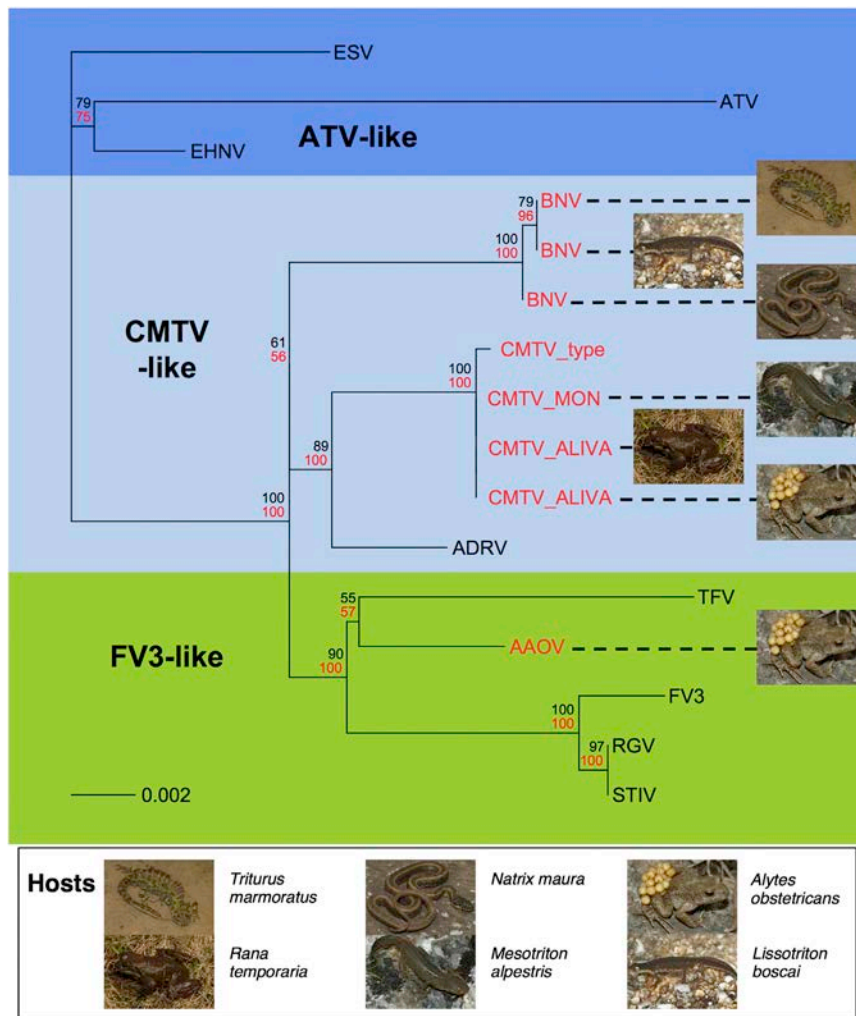 ESV
79
75
ATV
ATV-like
EHNV
79
96
BNV
100
100
BNV
BNV
CMTV
-like
61
56
CMTV_type
100
100
CMTV_MON
CMTV_ALIVA
89
100
CMTV_ALIVA
100
100
ADRV
55
57
TFV
FV3-like
90
100
AAOV
100
100
FV3
97
100
RGV
STIV
0.002
Hosts
Triturus
marmoratus
Natrix maura
Alytes
obstetricans
Rana
temporaria
Mesotriton
alpestris
Lissotriton
boscai